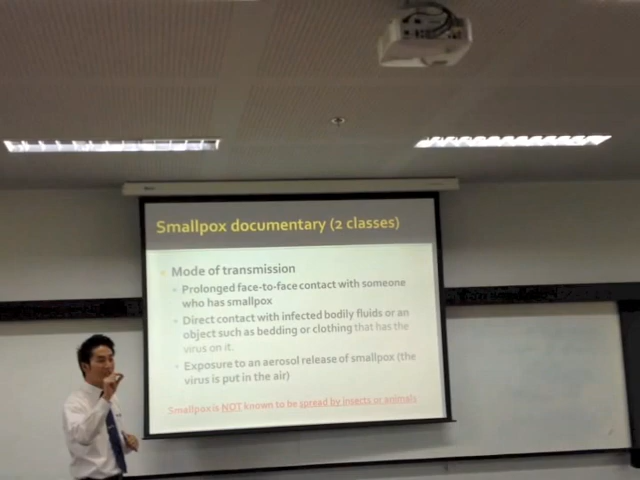 Smallpox documentary (2 classes)
Mode of transmission
Prolonged face-to-face contact with someone
who has smallpox
Direct contact with infected bodily fluids or an
object such as bedding or clothing that has the
virus on it.
Exposure to an aerosol release of smallpox (the
virus is put in the air)
Smallpox is NOT known to be spread by insects or animals